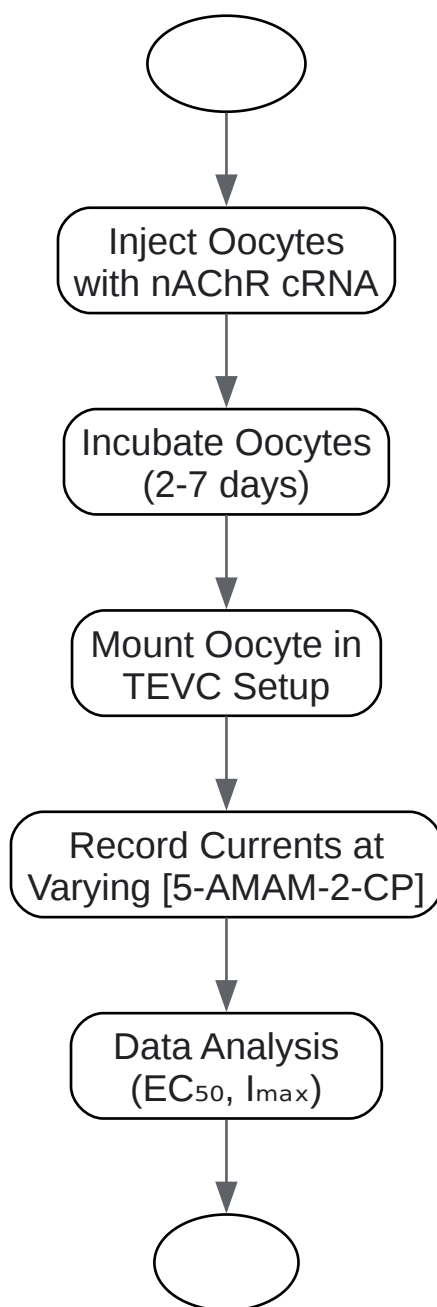 Inject Oocytes
with nAChR cRNA
Incubate Oocytes
(2-7 days)
Mount Oocyte in
TEVC Setup
Record Currents at
Varying [5-AMAM-2-CP]
Data Analysis
(EC₅₀, Iₘₐₓ)